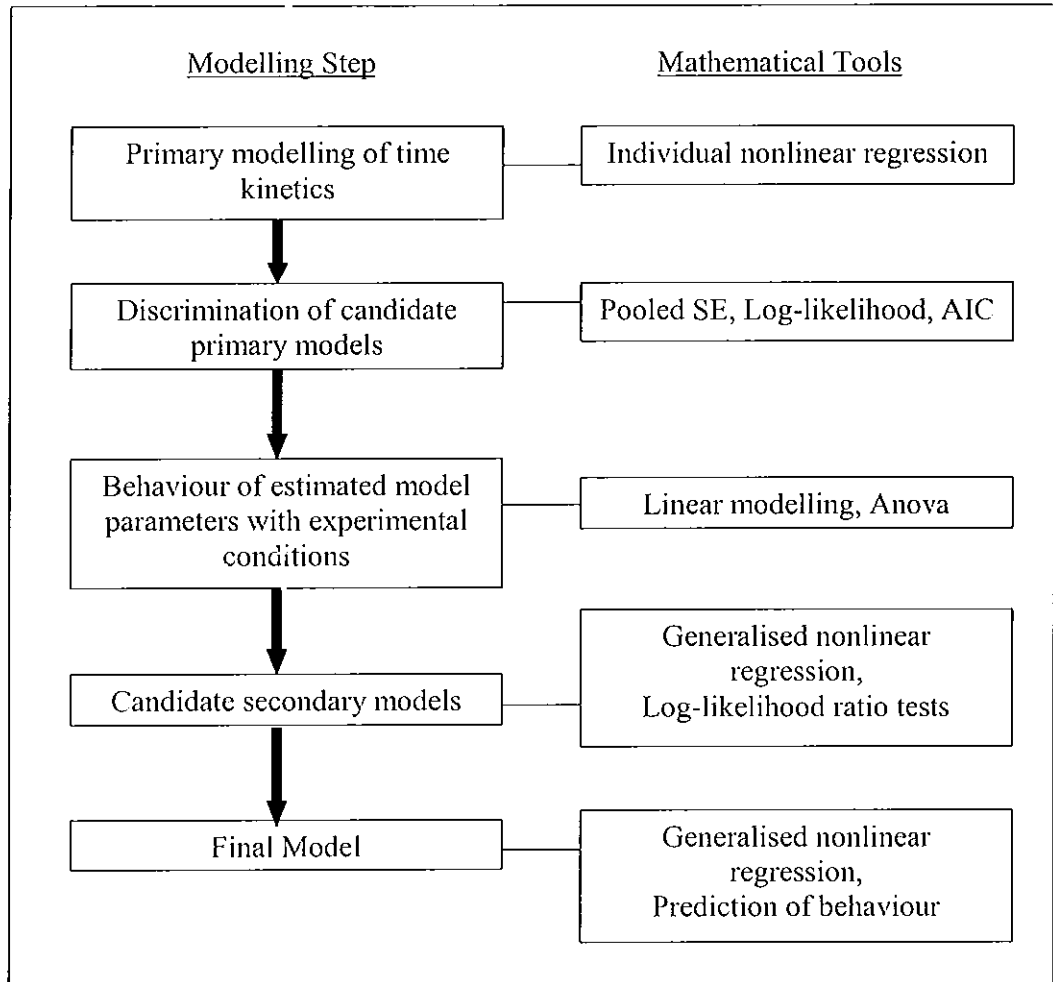 Modelling Step
Mathematical Tools
Primary modelling of time
kinetics
Individual nonlinear regression
Discrimination of candidate
primary models
Pooled SE, Log-likelihood, AIC
Behaviour of estimated model
parameters with experimental
conditions
Linear modelling, Anova
Candidate secondary models
Generalised nonlinear
regression,
Log-likelihood ratio tests
Final Model
Generalised nonlinear
regression,
Prediction of behaviour